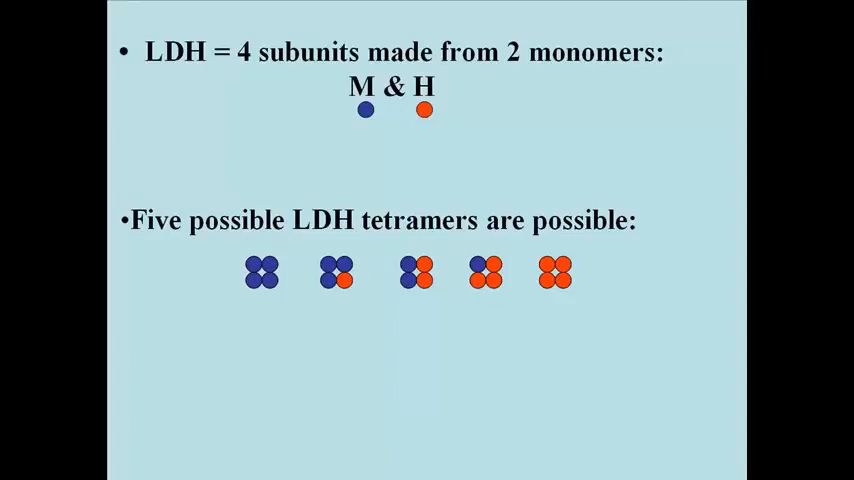 • LDH = 4 subunits made from 2 monomers:
M & H
•Five possible LDH tetramers are possible: